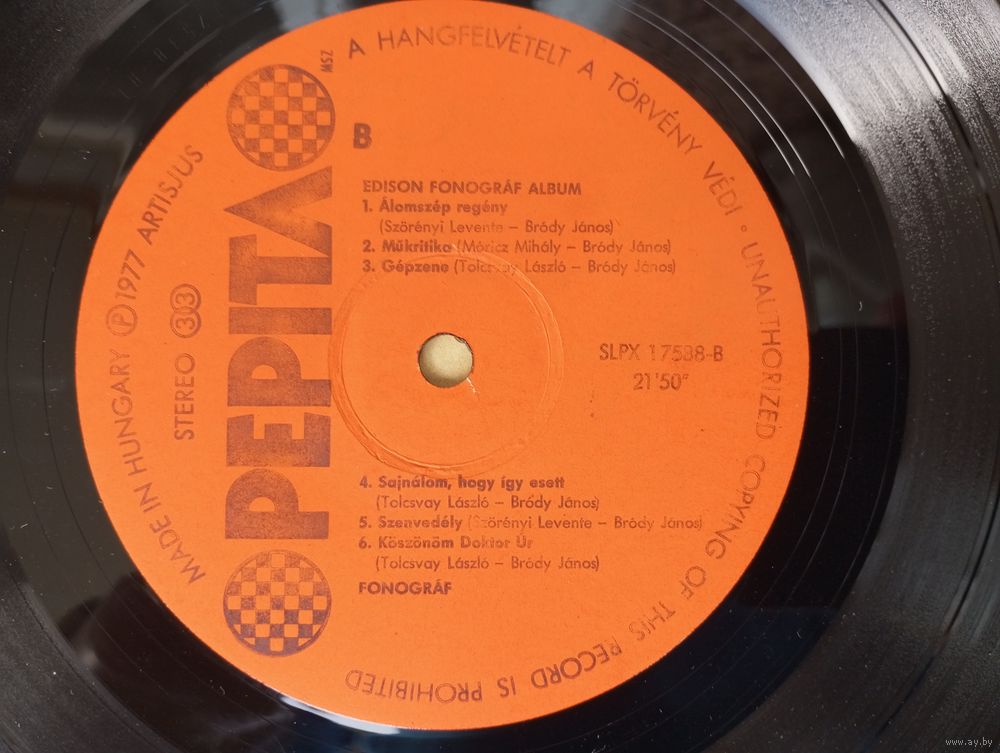 A HANGFELVÉTELT A TÖRVÉNY VÉDI • UNAUTHORIZED COPYING OF THIS RECORD IS PROHIBITED
MADE IN HUNGARY Ⓟ 1977 ARTISJUS
STEREO 33
PEPITA
MSZ
B
EDISON FONOGRÁF ALBUM
1. Álomszép regény
(Szörényi Levente – Bródy János)
2. Műkritika (Móricz Mihály – Bródy János)
3. Gépzene (Tolcsvay László – Bródy János)
SLPX 17538-B
21'50"
4. Sajnálom, hogy így esett
(Tolcsvay László – Bródy János)
5. Szenvedély (Szörényi Levente – Bródy János)
6. Köszönöm Doktor Úr
(Tolcsvay László – Bródy János)
FONOGRÁF
www.ay.by